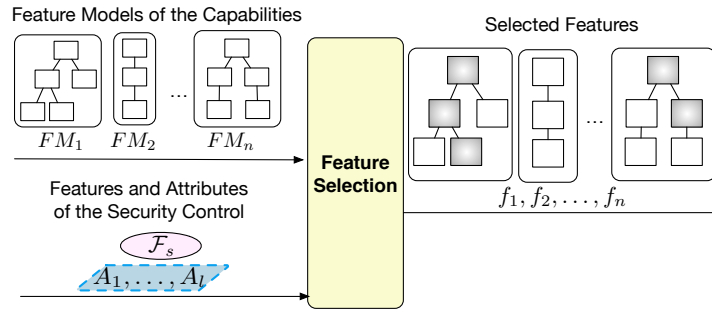 Feature Models of the Capabilities
...
FM₁ FM₂ FMₙ
Features and Attributes
of the Security Control
ℱₛ
A₁, . . . , Aₗ
Feature
Selection
Selected Features
...
f₁, f₂, . . . , fₙ